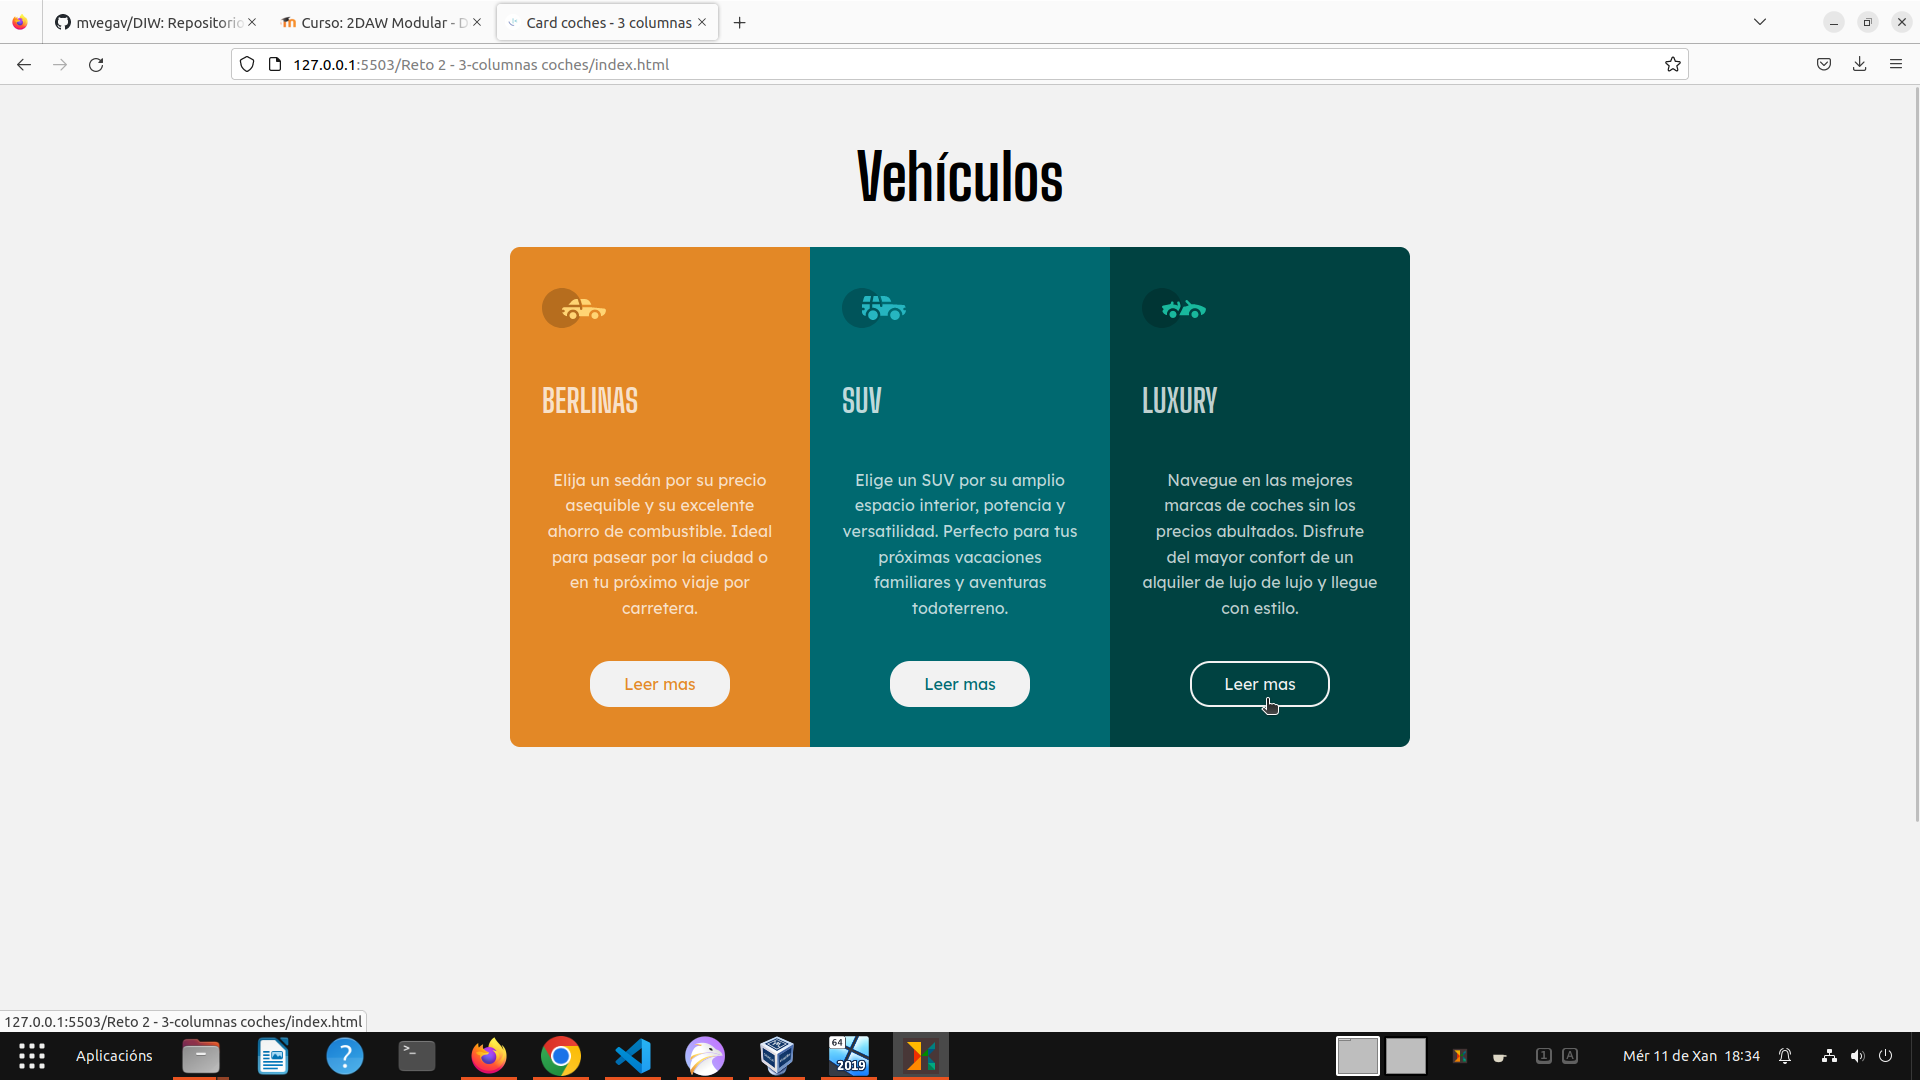 mvegav/DIW: Repositorio
Curso: 2DAW Modular - D
Card coches - 3 columnas
127.0.0.1:5503/Reto 2 - 3-columnas coches/index.html
Vehículos
BERLINAS
Elija un sedán por su precio
asequible y su excelente
ahorro de combustible. Ideal
para pasear por la ciudad o
en tu próximo viaje por
carretera.
Leer mas
SUV
Elige un SUV por su amplio
espacio interior, potencia y
versatilidad. Perfecto para tus
próximas vacaciones
familiares y aventuras
todoterreno.
Leer mas
LUXURY
Navegue en las mejores
marcas de coches sin los
precios abultados. Disfrute
del mayor confort de un
alquiler de lujo de lujo y llegue
con estilo.
Leer mas
127.0.0.1:5503/Reto 2 - 3-columnas coches/index.html
Aplicacións
64
2019
1
A
Mér 11 de Xan 18:34